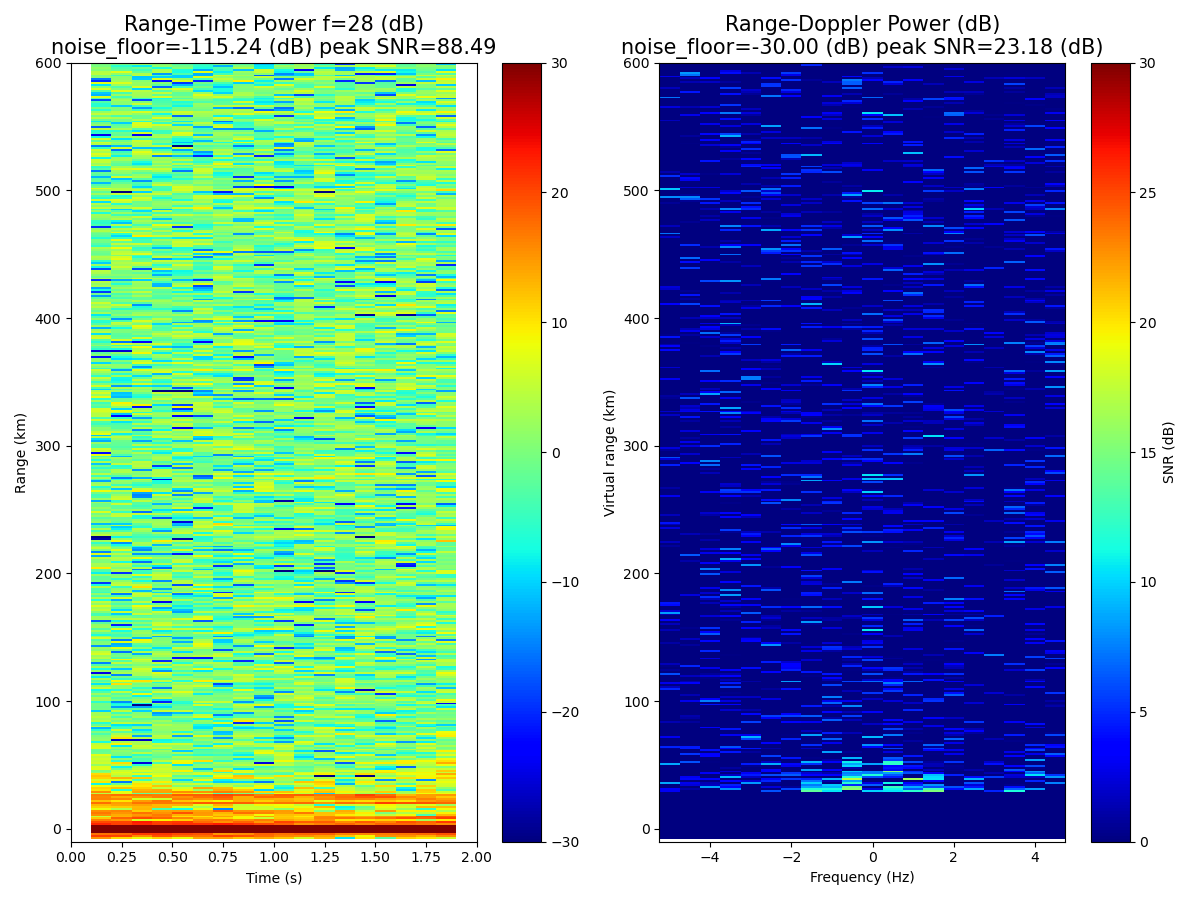 Range-Time Power f=28 (dB)
noise_floor=-115.24 (dB) peak SNR=88.49
Range-Doppler Power (dB)
noise_floor=-30.00 (dB) peak SNR=23.18 (dB)
600
500
400
300
200
100
0
Range (km)
0.00 0.25 0.50 0.75 1.00 1.25 1.50 1.75 2.00
Time (s)
30
20
10
0
−10
−20
−30
600
500
400
300
200
100
0
Virtual range (km)
−4 −2 0 2 4
Frequency (Hz)
30
25
20
15
10
5
0
SNR (dB)